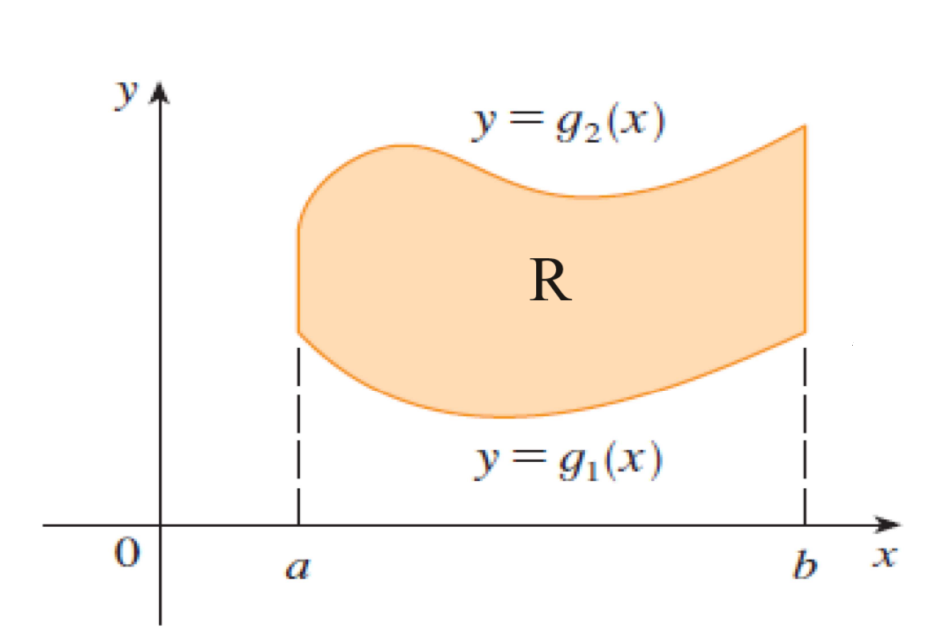 y
y = g₂(x)
R
y = g₁(x)
0
a
b
x